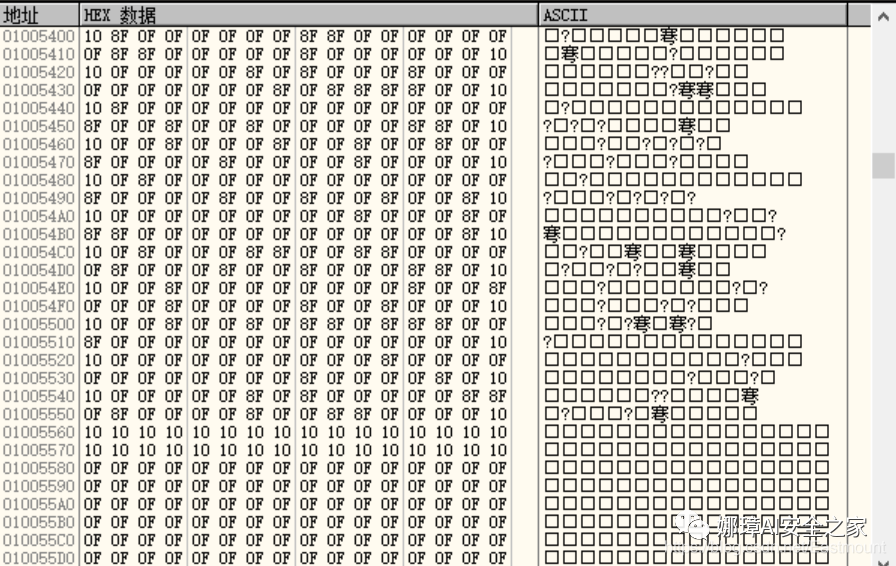 地址 HEX 数据 ASCII
01005400 10 8F 0F 0F 0F 0F 0F 0F 8F 8F 0F 0F 0F 0F 0F 0F
01005410 0F 8F 8F 0F 0F 0F 0F 0F 8F 0F 0F 0F 0F 0F 0F 10
01005420 10 0F 0F 0F 0F 0F 8F 0F 8F 0F 0F 8F 0F 0F 0F 0F
01005430 0F 0F 0F 0F 0F 0F 0F 8F 8F 8F 8F 8F 0F 0F 0F 10
01005440 10 8F 0F 0F 0F 0F 0F 0F 0F 0F 0F 0F 0F 0F 0F 0F
01005450 8F 0F 0F 8F 0F 0F 8F 0F 0F 0F 0F 0F 8F 8F 0F 10
01005460 10 0F 0F 8F 0F 0F 0F 8F 0F 8F 0F 0F 8F 0F 8F 0F
01005470 8F 0F 0F 0F 0F 8F 0F 0F 0F 8F 0F 0F 0F 0F 0F 10
01005480 10 0F 8F 0F 0F 0F 0F 0F 0F 0F 0F 0F 0F 0F 0F 0F
01005490 8F 0F 0F 0F 0F 8F 0F 0F 8F 0F 0F 8F 0F 0F 8F 10
010054A0 10 0F 0F 0F 0F 0F 0F 0F 0F 0F 8F 0F 0F 0F 8F 0F
010054B0 8F 8F 0F 0F 0F 0F 0F 0F 0F 0F 0F 0F 0F 0F 8F 10
010054C0 10 0F 8F 0F 0F 0F 8F 8F 0F 0F 8F 8F 0F 0F 0F 0F
010054D0 0F 8F 0F 0F 0F 8F 0F 0F 8F 0F 0F 0F 8F 8F 0F 10
010054E0 10 0F 0F 8F 0F 0F 0F 0F 0F 0F 0F 0F 8F 0F 0F 8F
010054F0 0F 0F 0F 8F 0F 0F 0F 0F 8F 0F 8F 0F 0F 0F 0F 10
01005500 10 0F 0F 8F 0F 0F 8F 0F 8F 8F 0F 8F 8F 8F 0F 0F
01005510 8F 0F 0F 0F 0F 0F 0F 0F 0F 0F 0F 0F 0F 0F 0F 10
01005520 10 0F 0F 0F 0F 0F 0F 0F 0F 0F 0F 8F 0F 0F 0F 0F
01005530 0F 0F 0F 0F 0F 0F 0F 0F 8F 0F 0F 0F 0F 8F 0F 10
01005540 10 0F 0F 0F 0F 0F 8F 0F 8F 0F 0F 0F 0F 0F 8F 8F
01005550 0F 8F 0F 0F 0F 0F 8F 0F 0F 8F 8F 0F 0F 0F 0F 10
01005560 10 10 10 10 10 10 10 10 10 10 10 10 10 10 10 10
01005570 10 10 10 10 10 10 10 10 10 10 10 10 10 10 10 10
01005580 0F 0F 0F 0F 0F 0F 0F 0F 0F 0F 0F 0F 0F 0F 0F 0F
01005590 0F 0F 0F 0F 0F 0F 0F 0F 0F 0F 0F 0F 0F 0F 0F 0F
010055A0 0F 0F 0F 0F 0F 0F 0F 0F 0F 0F 0F 0F 0F 0F 0F 0F
010055B0 0F 0F 0F 0F 0F 0F 0F 0F 0F 0F 0F 0F 0F 0F 0F 0F
010055C0 0F 0F 0F 0F 0F 0F 0F 0F 0F 0F 0F 0F 0F 0F 0F 0F
010055D0 0F 0F 0F 0F 0F 0F 0F 0F 0F 0F 0F 0F 0F 0F 0F 0F
娜璋AI安全之家